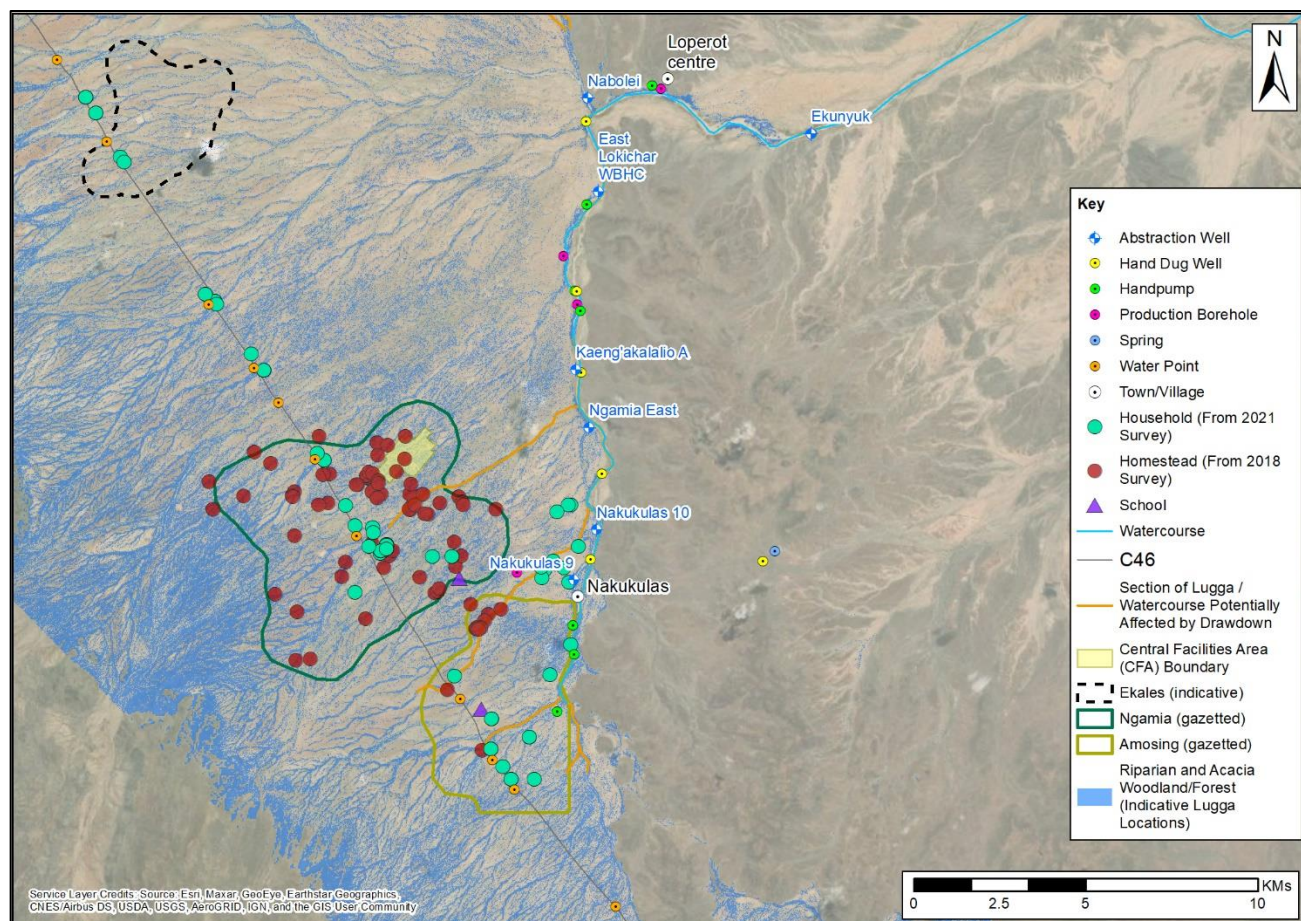 Loperot
centre
N
Nabolei
Ekunyuk
East
Lokichar
WBHC
Kaeng'akalalio A
Ngamia East
Nakukulas 10
Nakukulas 9
Nakukulas
Key
Abstraction Well
Hand Dug Well
Handpump
Production Borehole
Spring
Water Point
Town/Village
Household (From 2021
Survey)
Homestead (From 2018
Survey)
School
Watercourse
C46
Section of Lugga /
Watercourse Potentially
Affected by Drawdown
Central Facilities Area
(CFA) Boundary
Ekales (indicative)
Ngamia (gazetted)
Amosing (gazetted)
Riparian and Acacia
Woodland/Forest
(Indicative Lugga
Locations)
KMs
0 2.5 5 10
Service Layer Credits: Source: Esri, Maxar, GeoEye, Earthstar Geographics,
CNES/Airbus DS, USDA, USGS, AeroGRID, IGN, and the GIS User Community